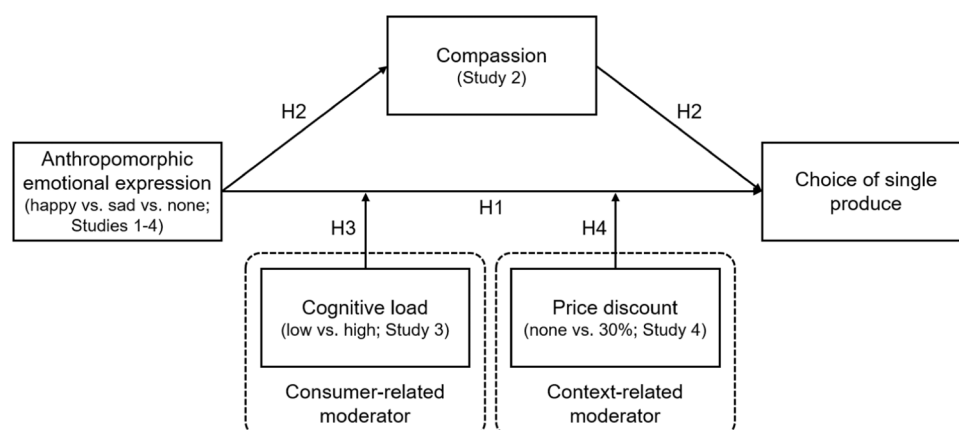 Compassion
(Study 2)
H2
H2
Anthropomorphic
emotional expression
(happy vs. sad vs. none;
Studies 1-4)
Choice of single
produce
H1
H3
H4
Cognitive load
(low vs. high; Study 3)
Price discount
(none vs. 30%; Study 4)
Consumer-related
moderator
Context-related
moderator